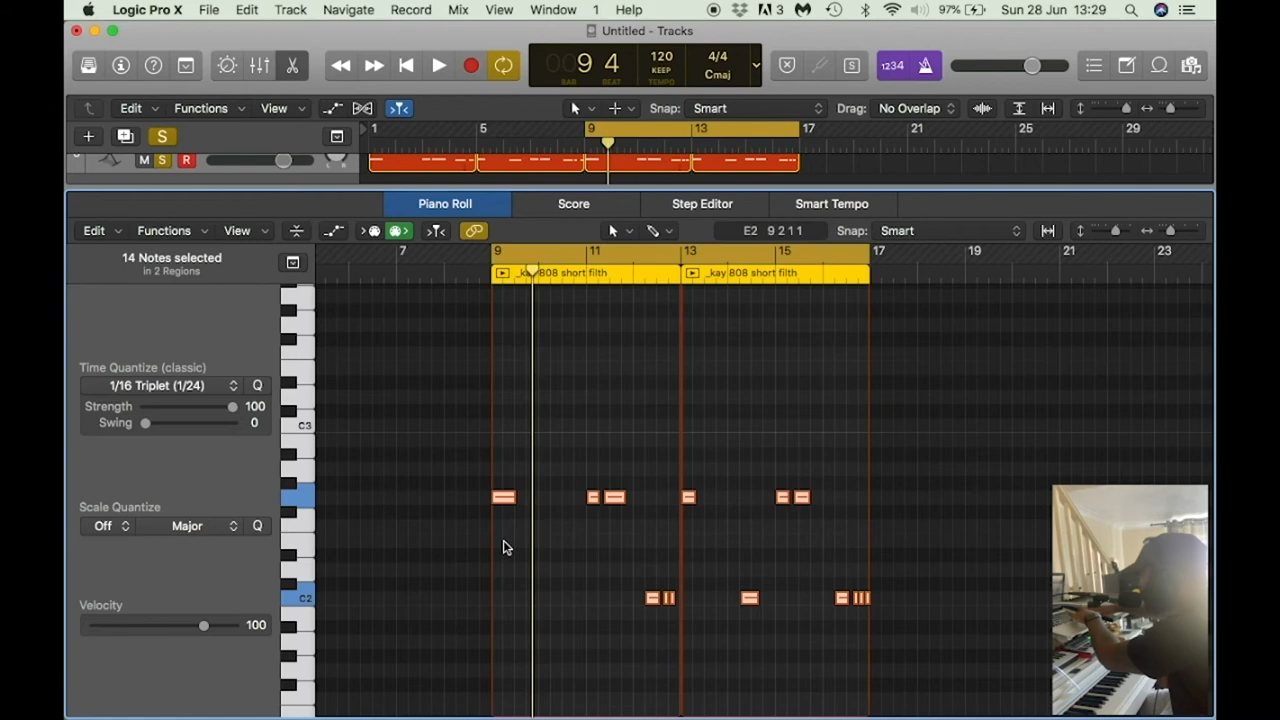 Logic Pro X File Edit Track Navigate Record Mix View Window 1 Help 3 97% Sun 28 Jun 13:29
Untitled - Tracks
009 4 120 4/4
KEEP Cmaj
BAR BEAT TEMPO
1234
S
Edit Functions View Snap: Smart Drag: No Overlap
S
1 5 9 13 17 21 25 29
M S R
Piano Roll Score Step Editor Smart Tempo
Edit Functions View E2 9 2 1 1 Snap: Smart
7 9 11 13 15 17 19 21 23
14 Notes selected
in 2 Regions
_kay 808 short filth _kay 808 short filth
Time Quantize (classic)
1/16 Triplet (1/24) Q
Strength 100
Swing 0
C3
Scale Quantize
Off Major Q
C2
Velocity
100